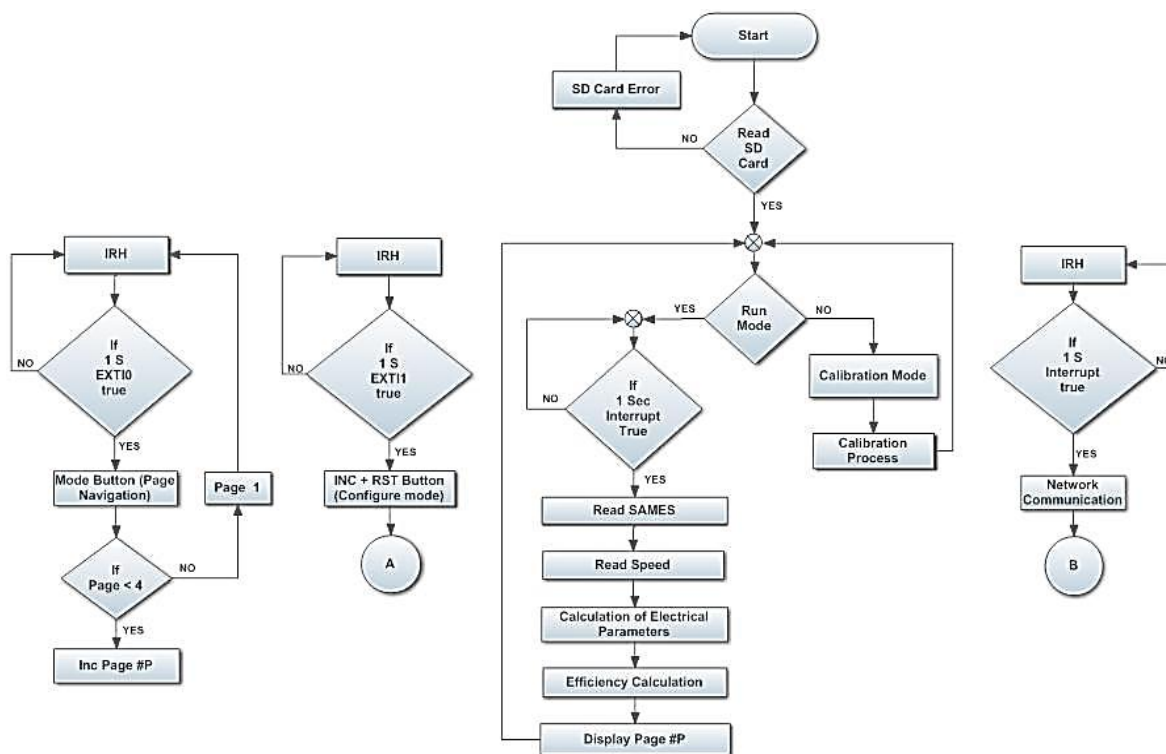 Start
SD Card Error
Read
SD
Card
NO
YES
IRH
If
1 S
EXTI0
true
NO
YES
Mode Button (Page
Navigation)
Page 1
If
Page < 4
NO
YES
Inc Page #P
IRH
If
1 S
EXTI1
true
NO
YES
INC + RST Button
(Configure mode)
A
Run
Mode
YES
NO
If
1 Sec
Interrupt
True
NO
YES
Calibration Mode
Calibration
Process
Read SAMES
Read Speed
Calculation of Electrical
Parameters
Efficiency Calculation
Display Page #P
IRH
If
1 S
Interrupt
true
NO
YES
Network
Communication
B